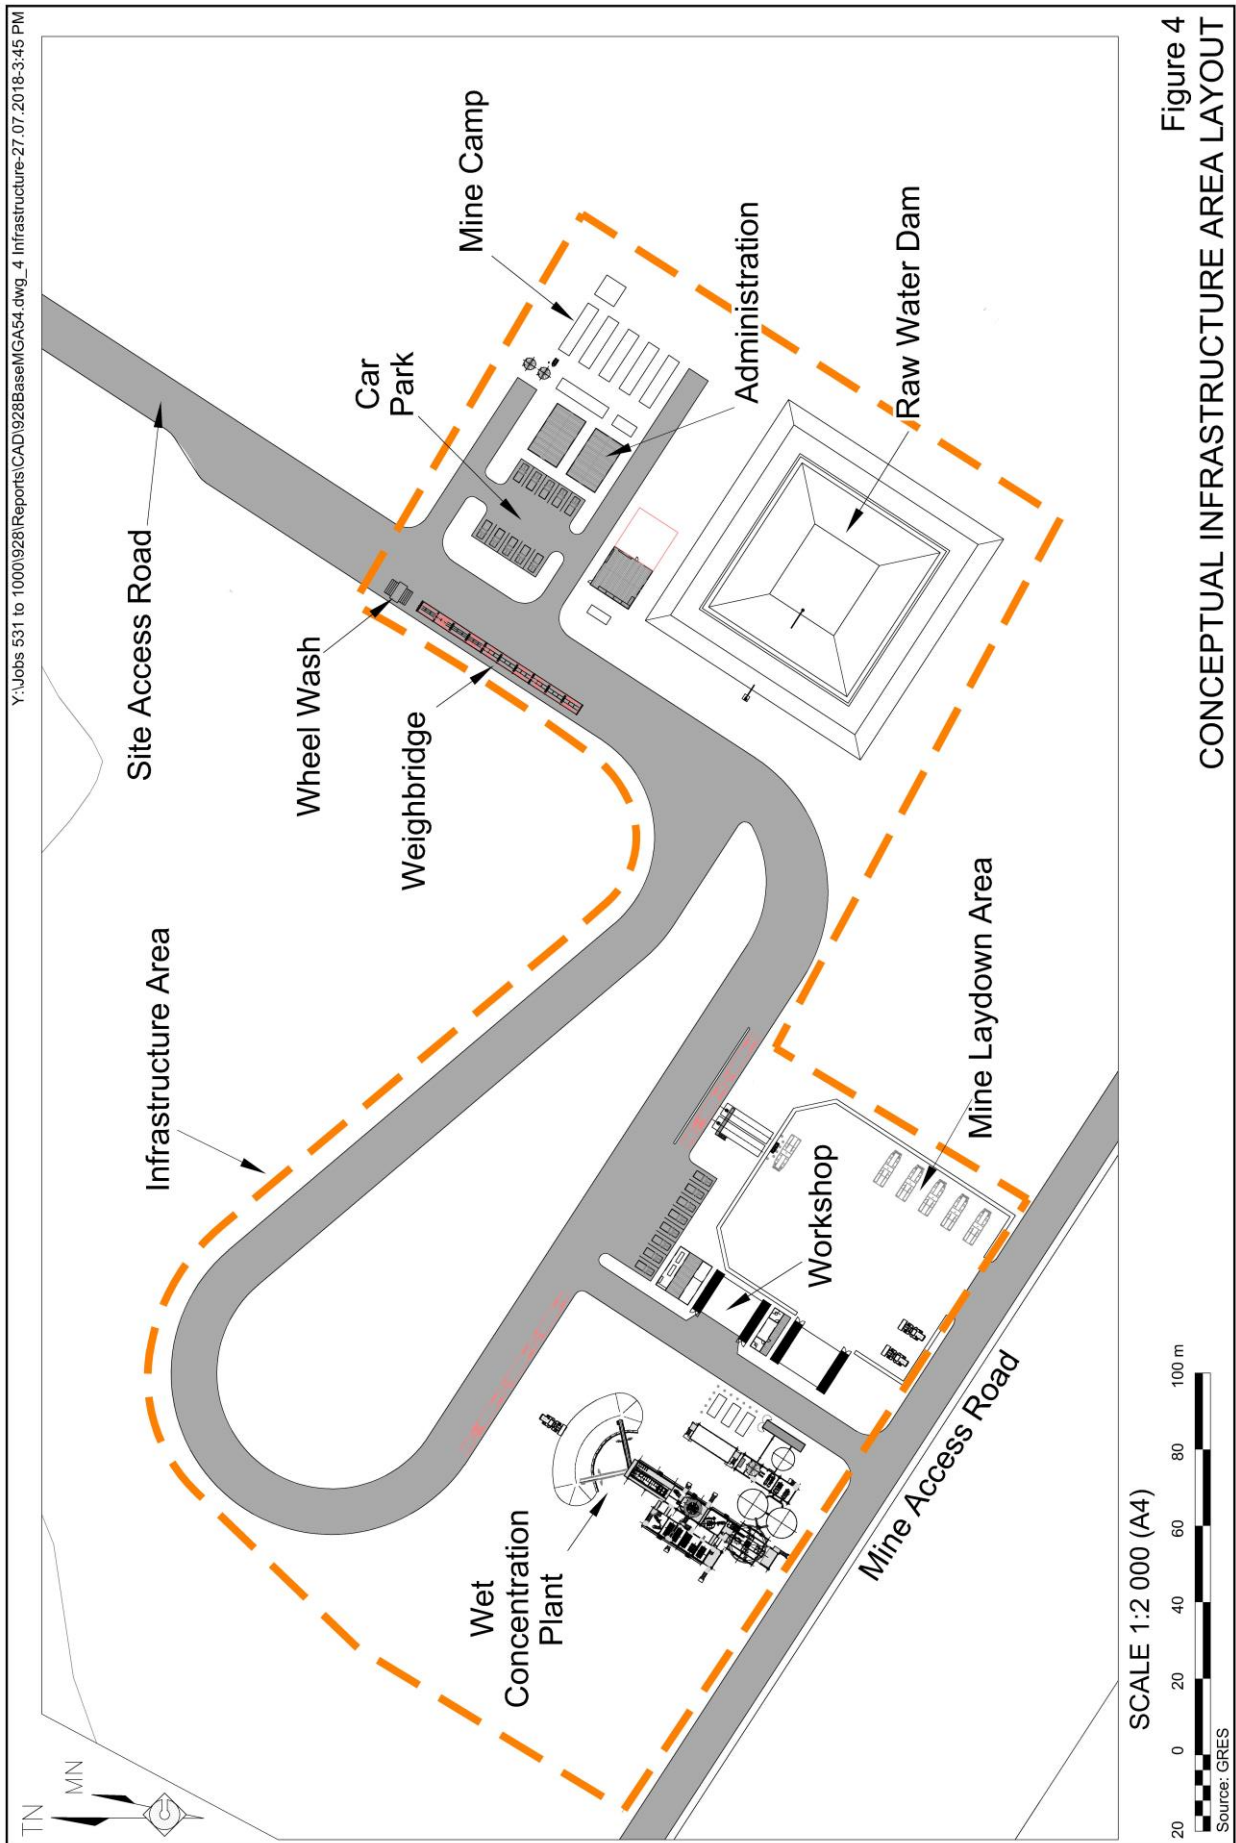 Y:\Jobs 531 to 1000\928\Reports\CAD\928BaseMGA54.dwg_4 Infrastructure-27.07.2018-3:45 PM
TN
MN
Site Access Road
Infrastructure Area
Wheel Wash
Weighbridge
Car
Park
Mine Camp
Administration
Raw Water Dam
Wet
Concentration
Plant
Workshop
Mine Laydown Area
Mine Access Road
SCALE 1:2 000 (A4)
20 0 20 40 60 80 100 m
Source: GRES
Figure 4
CONCEPTUAL INFRASTRUCTURE AREA LAYOUT